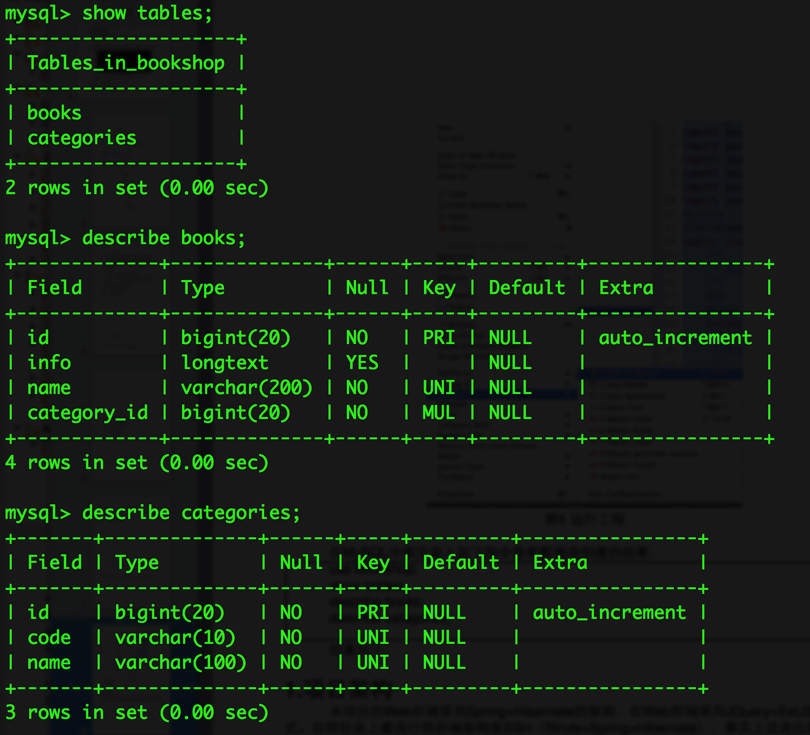 mysql> show tables;
+--------------------+
| Tables_in_bookshop |
+--------------------+
| books              |
| categories         |
+--------------------+
2 rows in set (0.00 sec)
mysql> describe books;
+-------------+--------------+------+-----+---------+----------------+
| Field       | Type         | Null | Key | Default | Extra          |
+-------------+--------------+------+-----+---------+----------------+
| id          | bigint(20)   | NO   | PRI | NULL    | auto_increment |
| info        | longtext     | YES  |     | NULL    |                |
| name        | varchar(200) | NO   | UNI | NULL    |                |
| category_id | bigint(20)   | NO   | MUL | NULL    |                |
+-------------+--------------+------+-----+---------+----------------+
4 rows in set (0.00 sec)
mysql> describe categories;
+-------+--------------+------+-----+---------+----------------+
| Field | Type         | Null | Key | Default | Extra          |
+-------+--------------+------+-----+---------+----------------+
| id    | bigint(20)   | NO   | PRI | NULL    | auto_increment |
| code  | varchar(10)  | NO   | UNI | NULL    |                |
| name  | varchar(100) | NO   | UNI | NULL    |                |
+-------+--------------+------+-----+---------+----------------+
3 rows in set (0.00 sec)